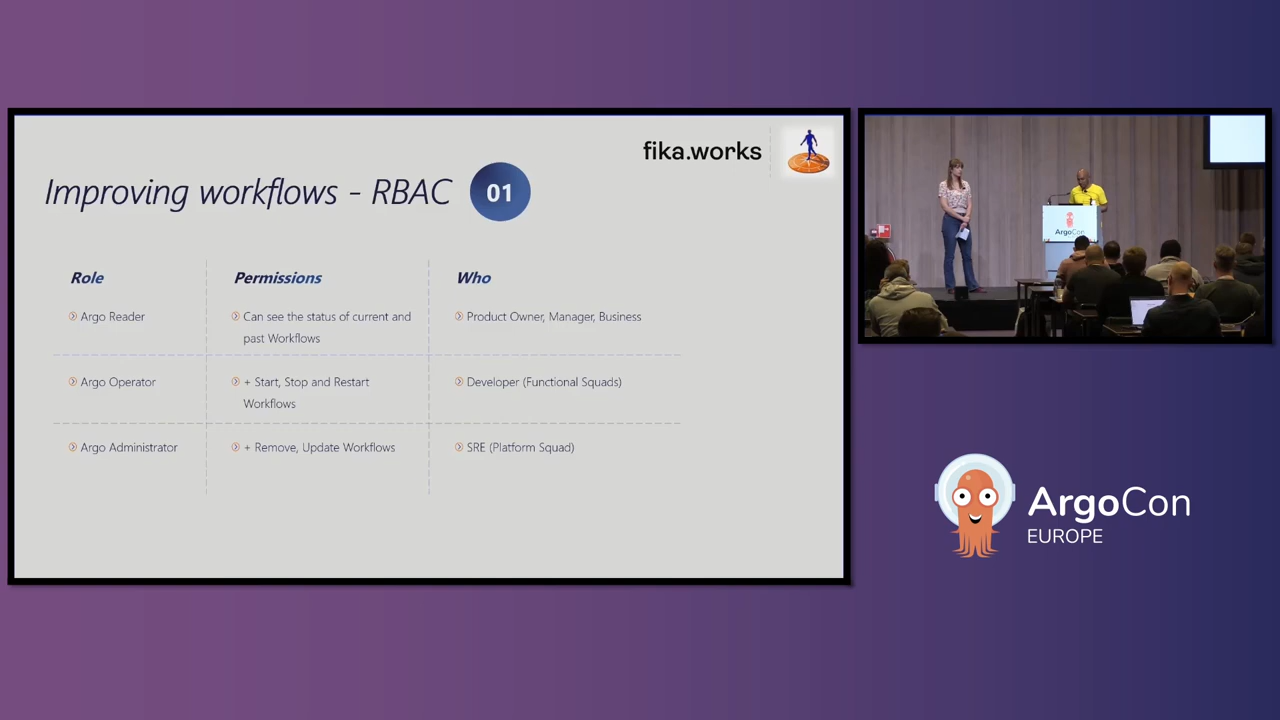 fika.works
Improving workflows - RBAC 01
Role Permissions Who
Argo Reader Can see the status of current and Product Owner, Manager, Business
past Workflows
Argo Operator + Start, Stop and Restart Developer (Functional Squads)
Workflows
Argo Administrator + Remove, Update Workflows SRE (Platform Squad)
ArgoCon
ArgoCon
EUROPE